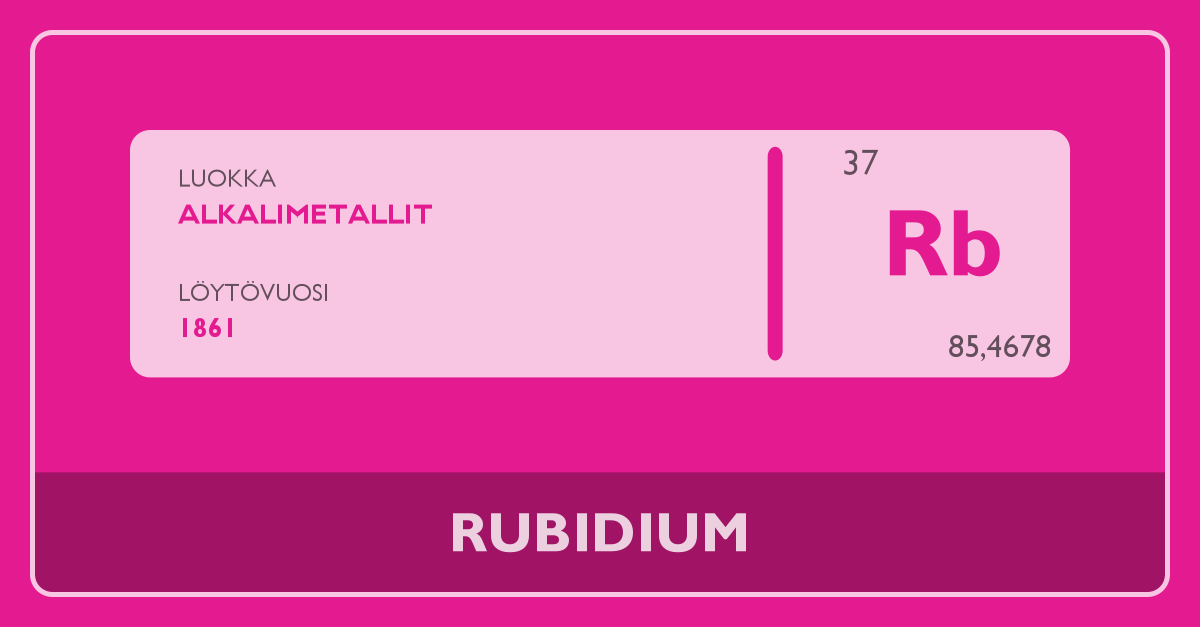 LUOKKA
ALKALIMETALLIT
LÖYTÖVUOSI
1861
37
Rb
85,4678
RUBIDIUM